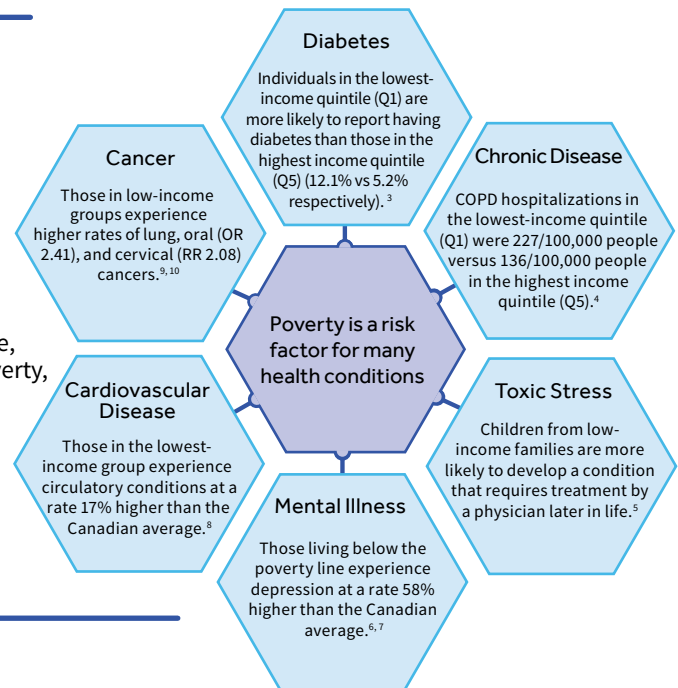 Diabetes
Individuals in the lowest-
income quintile (Q1) are
more likely to report having
diabetes than those in the
highest income quintile
(Q5) (12.1% vs 5.2%
respectively). 3
Cancer
Those in low-income
groups experience
higher rates of lung, oral (OR
2.41), and cervical (RR 2.08)
cancers.9, 10
Chronic Disease
COPD hospitalizations in
the lowest-income quintile
(Q1) were 227/100,000 people
versus 136/100,000 people
in the highest income
quintile (Q5).4
Poverty is a risk
factor for many
health conditions
e,
verty,
Cardiovascular
Disease
Those in the lowest-
income group experience
circulatory conditions at a
rate 17% higher than the
Canadian average.8
Toxic Stress
Children from low-
income families are more
likely to develop a condition
that requires treatment by
a physician later in life.5
Mental Illness
Those living below the
poverty line experience
depression at a rate 58%
higher than the Canadian
average.6, 7